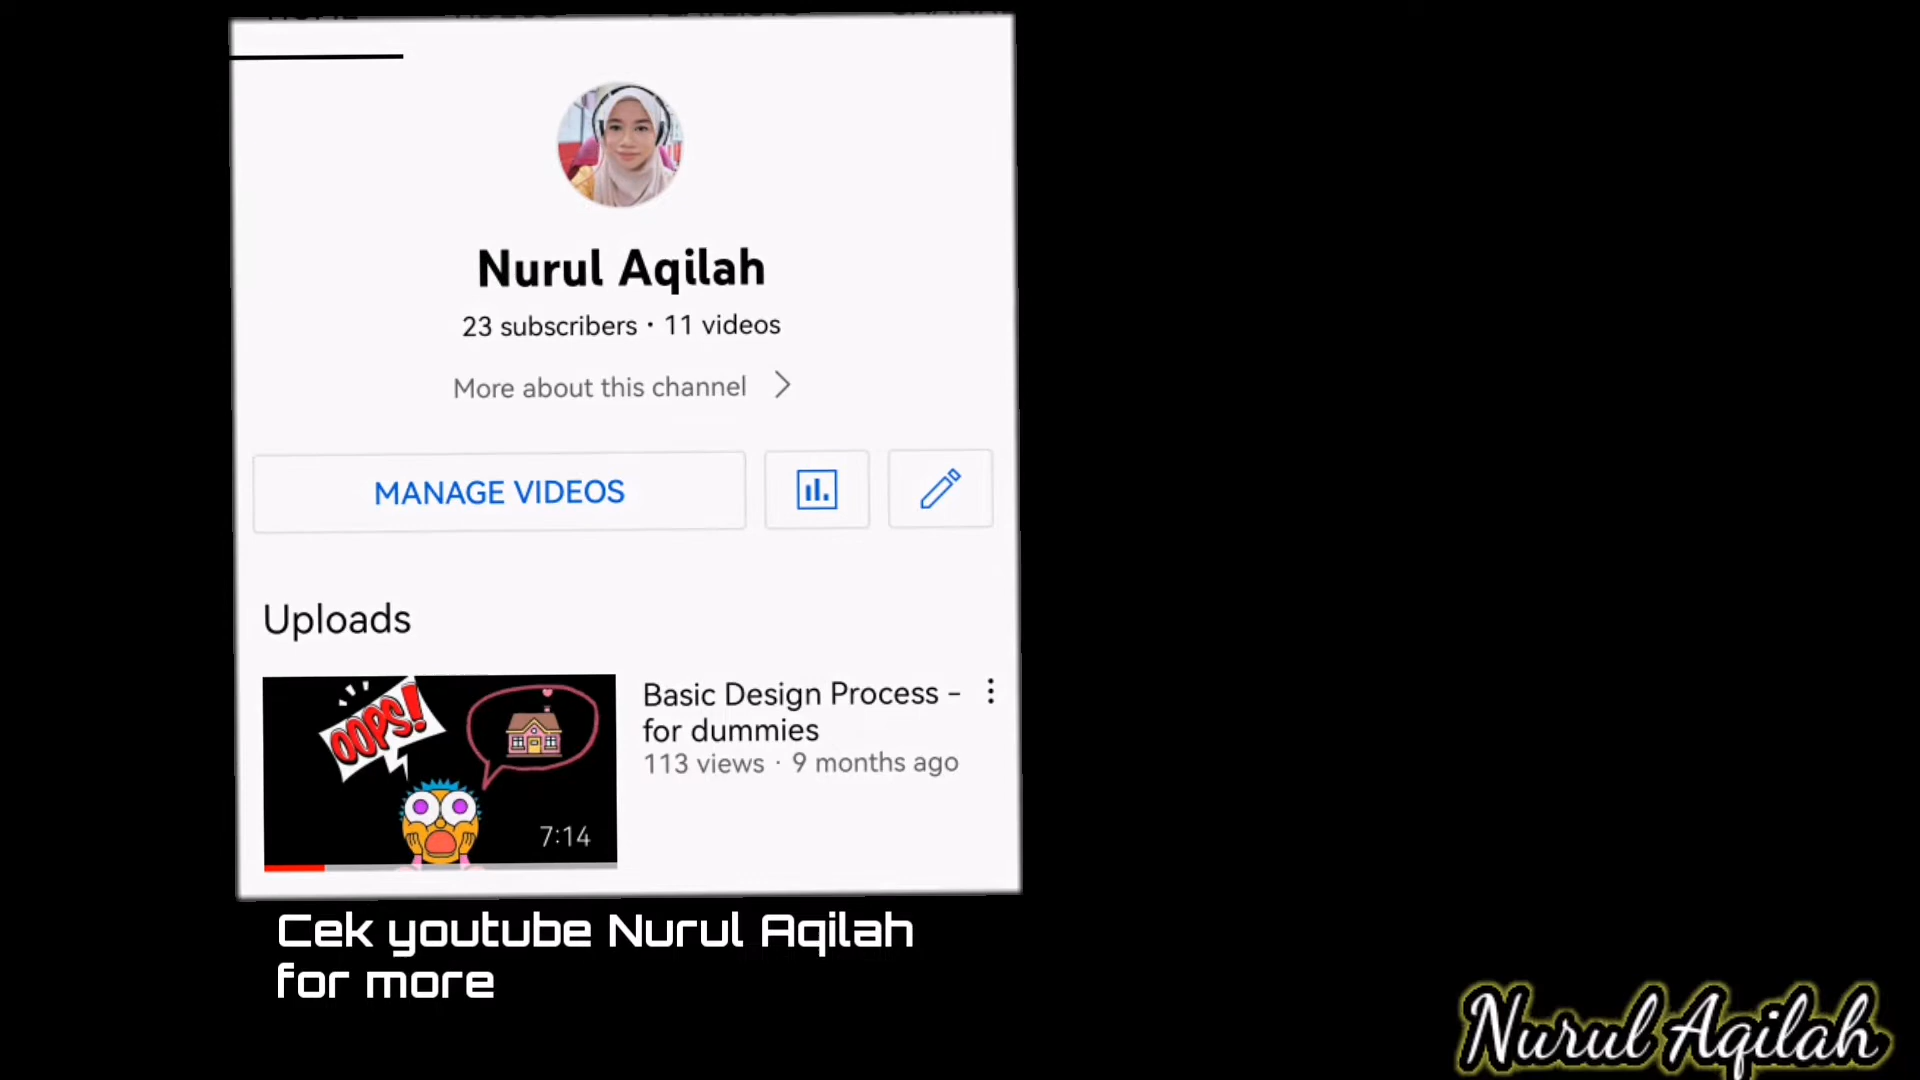 Nurul Aqilah
23 subscribers · 11 videos
More about this channel
MANAGE VIDEOS
Uploads
OOPS!
7:14
Basic Design Process -
for dummies
113 views · 9 months ago
Cek youtube Nurul Aqilah
for more
Nurul Aqilah